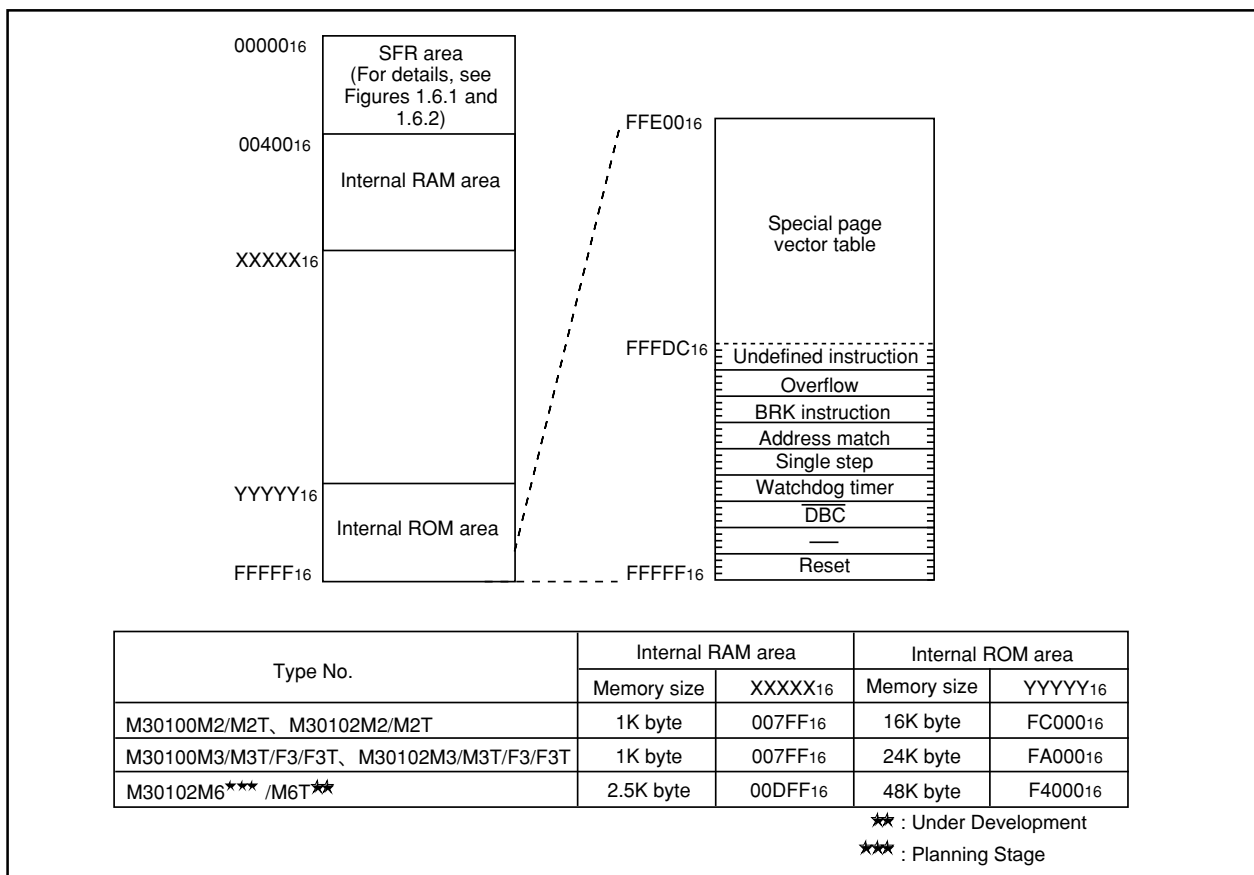 0000016
SFR area
(For details, see
Figures 1.6.1 and
1.6.2)
0040016
Internal RAM area
XXXXX16
YYYYY16
Internal ROM area
FFFFF16
FFE0016
Special page
vector table
FFFDC16
Undefined instruction
Overflow
BRK instruction
Address match
Single step
Watchdog timer
DBC
—
Reset
FFFFF16
Type No. Internal RAM area Internal ROM area
Memory size XXXXX16 Memory size YYYYY16
M30100M2/M2T、M30102M2/M2T 1K byte 007FF16 16K byte FC00016
M30100M3/M3T/F3/F3T、M30102M3/M3T/F3/F3T 1K byte 007FF16 24K byte FA00016
M30102M6★★★ /M6T★★ 2.5K byte 00DFF16 48K byte F400016
★★ : Under Development
★★★ : Planning Stage